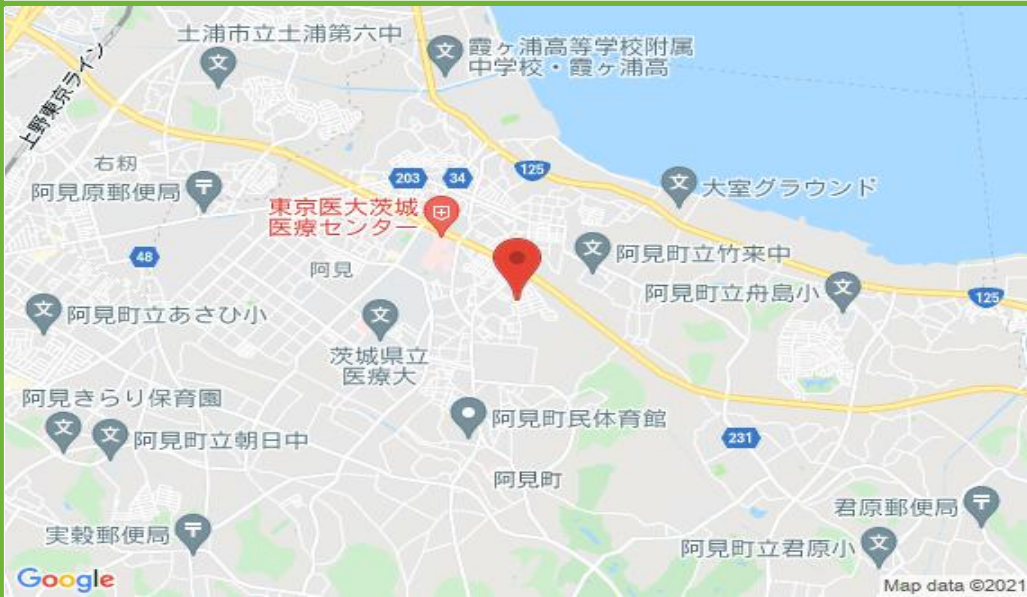 土浦市立土浦第六中
霞ヶ浦高等学校附属
中学校・霞ヶ浦高
上野東京ライン
右籾
203
34
125
阿見原郵便局
大室グラウンド
東京医大茨城
医療センター
48
阿見
阿見町立竹来中
阿見町立舟島小
125
阿見町立あさひ小
茨城県立
医療大
阿見きらり保育園
阿見町立朝日中
阿見町民体育館
231
阿見町
君原郵便局
実穀郵便局
阿見町立君原小
Google
Map data ©2021